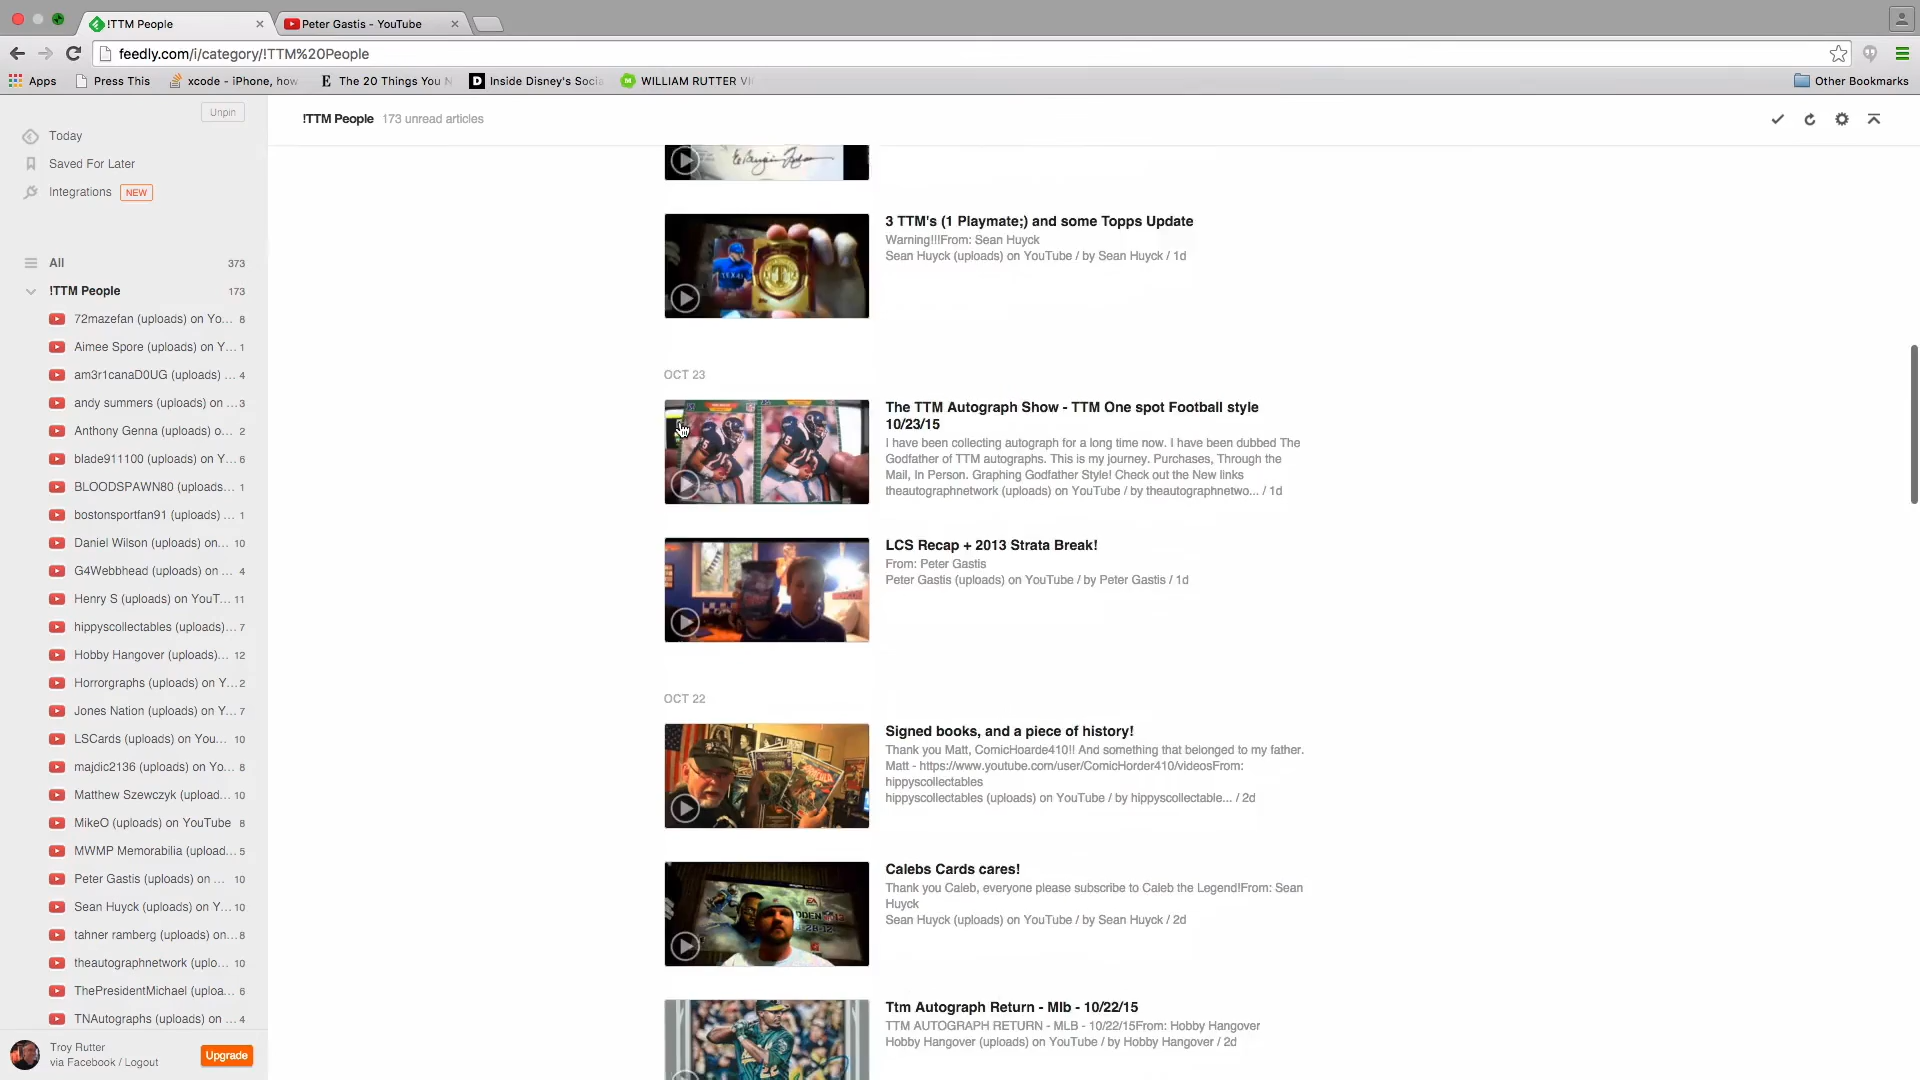 !TTM People
Peter Gastis - YouTube
feedly.com/i/category/!TTM%20People
Apps
Press This
xcode - iPhone, how
The 20 Things You N
Inside Disney's Socia
WILLIAM RUTTER VI
Other Bookmarks
Unpin
Today
Saved For Later
Integrations NEW
All 373
!TTM People 173
72mazefan (uploads) on Yo... 8
Aimee Spore (uploads) on Y... 1
am3r1canaD0UG (uploads) ... 4
andy summers (uploads) on ... 3
Anthony Genna (uploads) o... 2
blade911100 (uploads) on Y... 6
BLOODSPAWN80 (uploads... 1
bostonsportfan91 (uploads) ... 1
Daniel Wilson (uploads) on... 10
G4Webbhead (uploads) on ... 4
Henry S (uploads) on YouT... 11
hippyscollectables (uploads)... 7
Hobby Hangover (uploads)... 12
Horrorgraphs (uploads) on Y... 2
Jones Nation (uploads) on Y... 7
LSCards (uploads) on You... 10
majdic2136 (uploads) on Yo... 8
Matthew Szewczyk (upload... 10
MikeO (uploads) on YouTube 8
MWMP Memorabilia (upload... 5
Peter Gastis (uploads) on ... 10
Sean Huyck (uploads) on Y... 10
tahner ramberg (uploads) on... 8
theautographnetwork (uplo... 10
ThePresidentMichael (uploa... 6
TNAutographs (uploads) on ... 4
Troy Rutter
via Facebook / Logout
Upgrade
!TTM People 173 unread articles
3 TTM's (1 Playmate;) and some Topps Update
Warning!!!From: Sean Huyck
Sean Huyck (uploads) on YouTube / by Sean Huyck / 1d
OCT 23
The TTM Autograph Show - TTM One spot Football style
10/23/15
I have been collecting autograph for a long time now. I have been dubbed The
Godfather of TTM autographs. This is my journey. Purchases, Through the
Mail, In Person. Graphing Godfather Style! Check out the New links
theautographnetwork (uploads) on YouTube / by theautographnetwo... / 1d
LCS Recap + 2013 Strata Break!
From: Peter Gastis
Peter Gastis (uploads) on YouTube / by Peter Gastis / 1d
OCT 22
Signed books, and a piece of history!
Thank you Matt, ComicHoarde410!! And something that belonged to my father.
Matt - https://www.youtube.com/user/ComicHorder410/videosFrom:
hippyscollectables
hippyscollectables (uploads) on YouTube / by hippyscollectable... / 2d
Calebs Cards cares!
Thank you Caleb, everyone please subscribe to Caleb the Legend!From: Sean
Huyck
Sean Huyck (uploads) on YouTube / by Sean Huyck / 2d
Ttm Autograph Return - Mlb - 10/22/15
TTM AUTOGRAPH RETURN - MLB - 10/22/15From: Hobby Hangover
Hobby Hangover (uploads) on YouTube / by Hobby Hangover / 2d